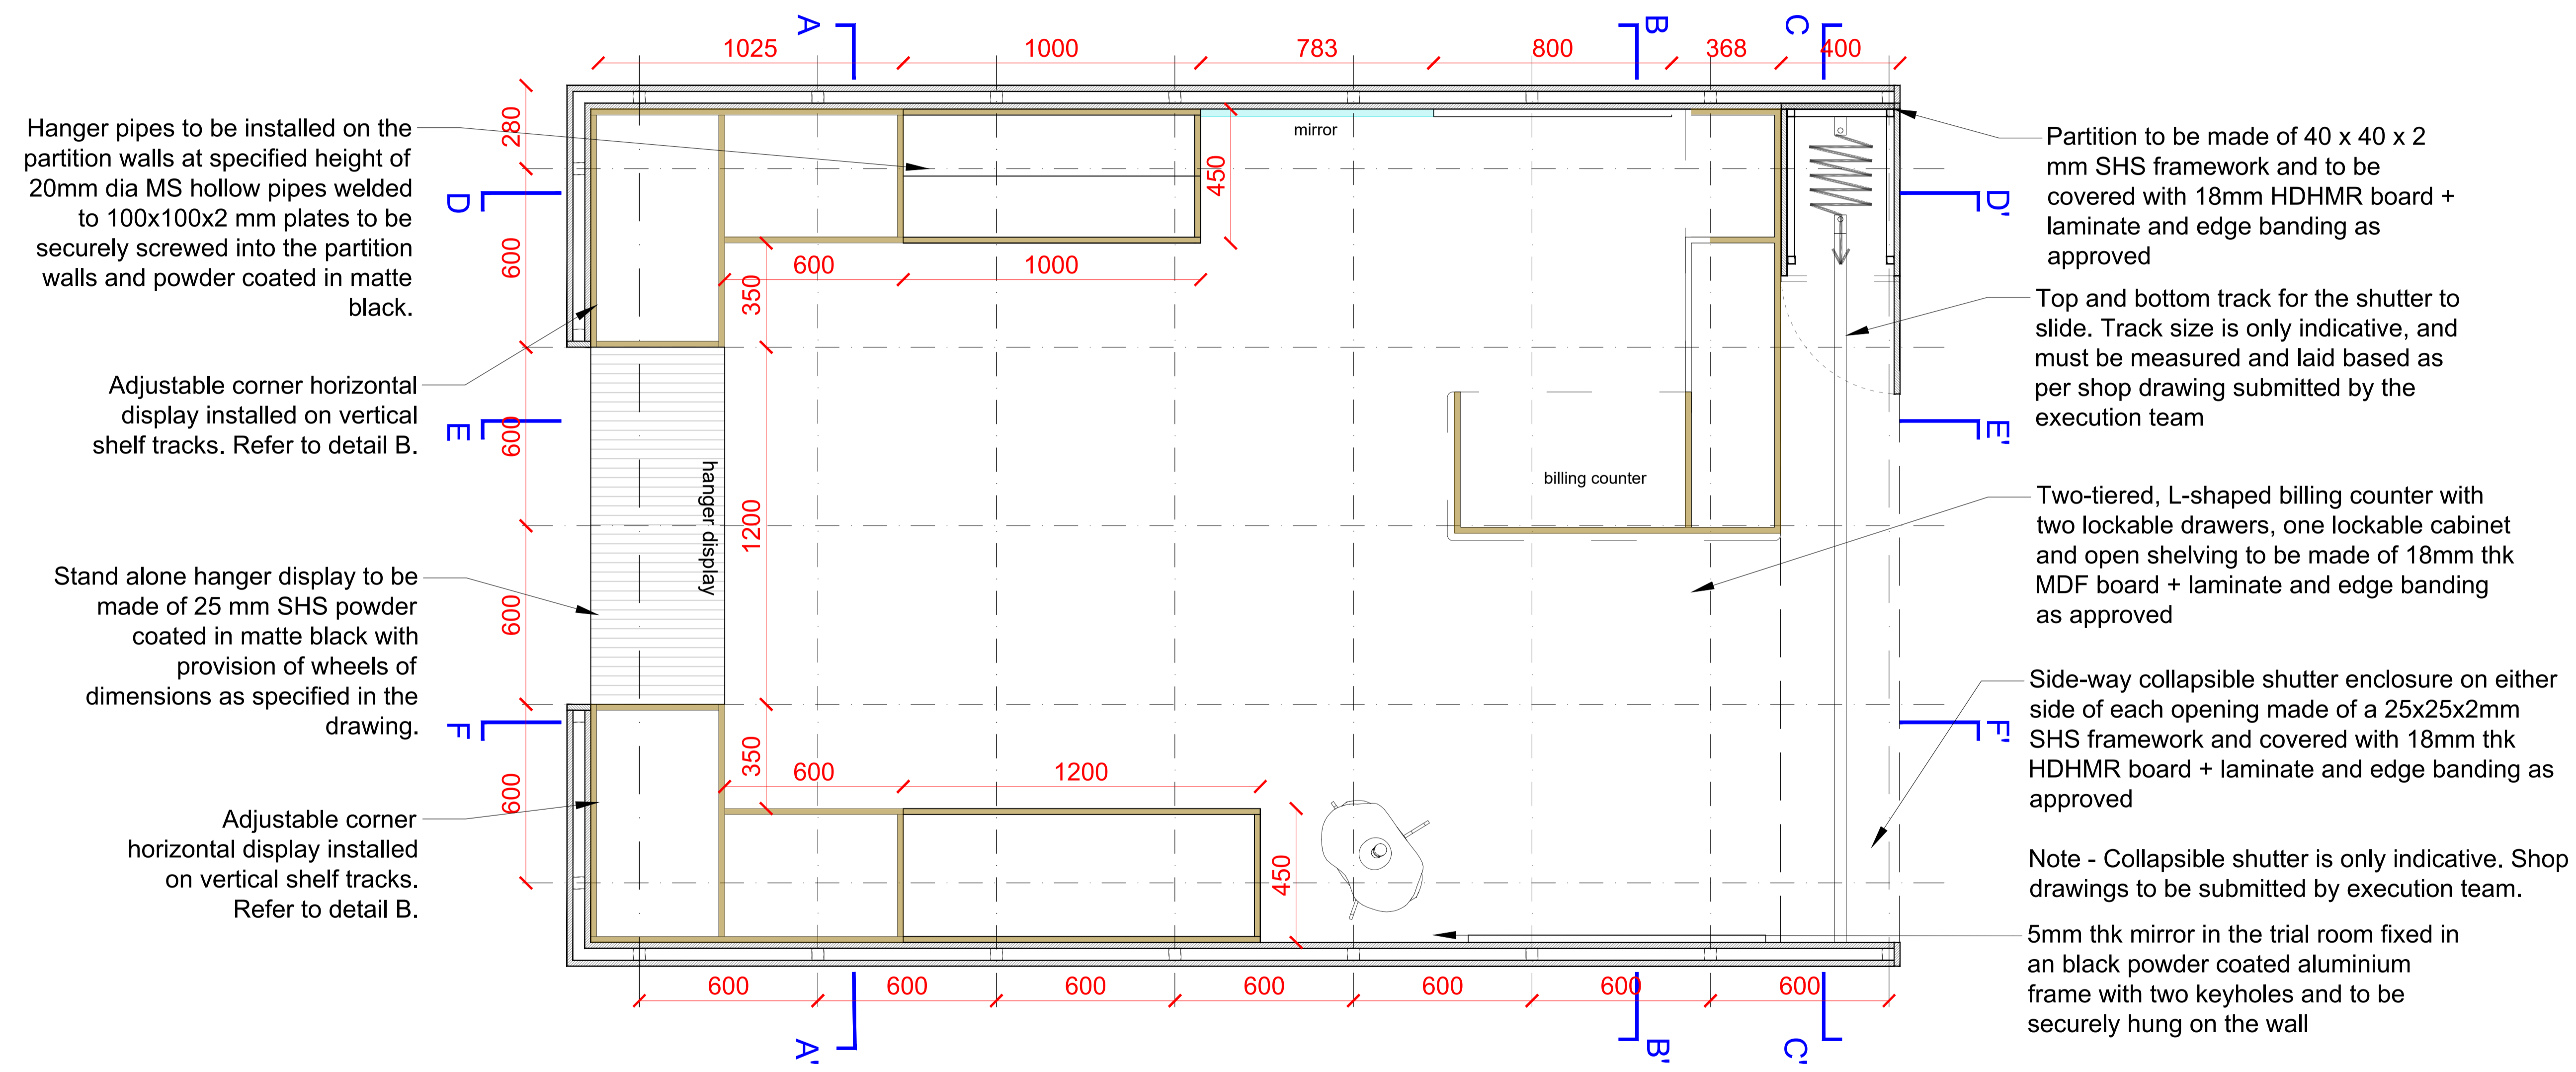 A
B
C
1025
1000
783
800
368
400
Hanger pipes to be installed on the
partition walls at specified height of
20mm dia MS hollow pipes welded
to 100x100x2 mm plates to be
securely screwed into the partition
walls and powder coated in matte
black.
Adjustable corner horizontal
display installed on vertical
shelf tracks. Refer to detail B.
Stand alone hanger display to be
made of 25 mm SHS powder
coated in matte black with
provision of wheels of
dimensions as specified in the
drawing.
Adjustable corner
horizontal display installed
on vertical shelf tracks.
Refer to detail B.
D
E
F
280
600
600
600
600
mirror
450
600
1000
350
1200
350
hanger display
billing counter
600
1200
450
D'
E'
F'
Partition to be made of 40 x 40 x 2
mm SHS framework and to be
covered with 18mm HDHMR board +
laminate and edge banding as
approved
Top and bottom track for the shutter to
slide. Track size is only indicative, and
must be measured and laid based as
per shop drawing submitted by the
execution team
Two-tiered, L-shaped billing counter with
two lockable drawers, one lockable cabinet
and open shelving to be made of 18mm thk
MDF board + laminate and edge banding
as approved
Side-way collapsible shutter enclosure on either
side of each opening made of a 25x25x2mm
SHS framework and covered with 18mm thk
HDHMR board + laminate and edge banding as
approved
Note - Collapsible shutter is only indicative. Shop
drawings to be submitted by execution team.
5mm thk mirror in the trial room fixed in
an black powder coated aluminium
frame with two keyholes and to be
securely hung on the wall
600
600
600
600
600
600
600
A'
B'
C'